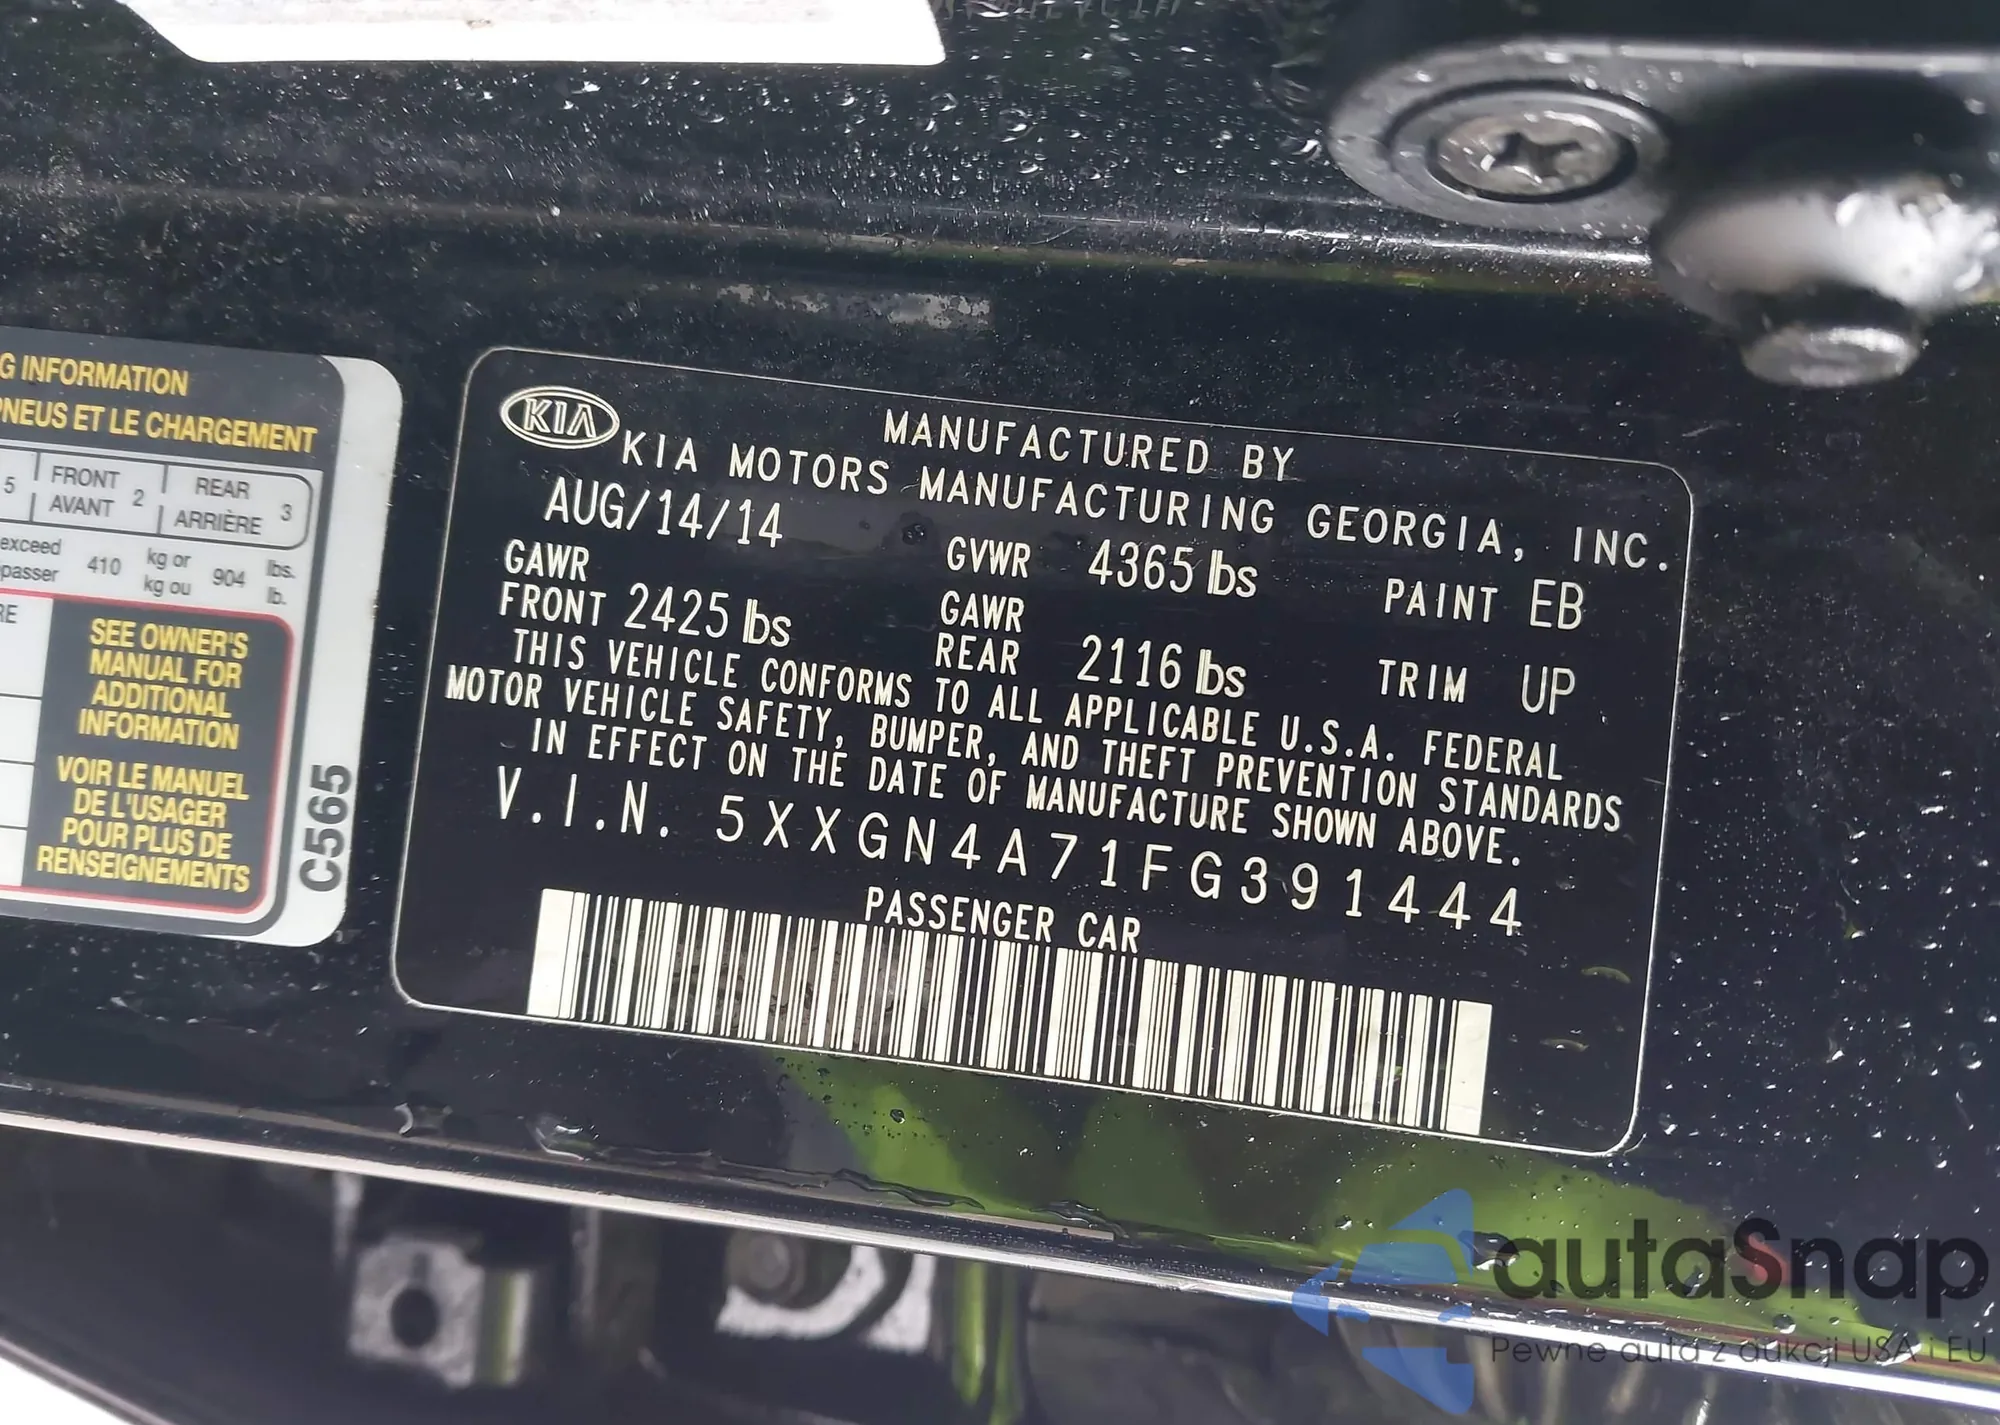 G INFORMATION
PNEUS ET LE CHARGEMENT
5 FRONT AVANT 2 REAR ARRIÈRE 3
exceed 410 kg or 904 lbs.
passer kg ou lb.
RE
SEE OWNER'S
MANUAL FOR
ADDITIONAL
INFORMATION
VOIR LE MANUEL
DE L'USAGER
POUR PLUS DE
RENSEIGNEMENTS
C565
KIA
MANUFACTURED BY
KIA MOTORS MANUFACTURING GEORGIA, INC.
AUG/14/14 GVWR 4365 lbs PAINT EB
GAWR FRONT 2425 lbs GAWR REAR 2116 lbs TRIM UP
THIS VEHICLE CONFORMS TO ALL APPLICABLE U.S.A. FEDERAL
MOTOR VEHICLE SAFETY, BUMPER, AND THEFT PREVENTION STANDARDS
IN EFFECT ON THE DATE OF MANUFACTURE SHOWN ABOVE.
V.I.N. 5XXGN4A71FG391444
PASSENGER CAR
autaSnap
Pewne auta z aukcji USA i EU